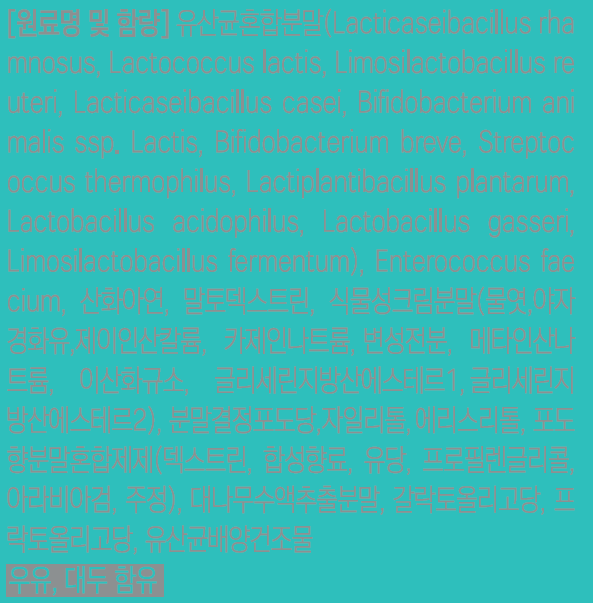 [원료명 및 함량] 유산균혼합분말(Lacticaseibacillus rha
mnosus, Lactococcus lactis, Limosilactobacillus re
uteri, Lacticaseibacillus casei, Bifidobacterium ani
malis ssp. Lactis, Bifidobacterium breve, Streptoc
occus thermophillus, Lactiplantibacilllus plantarum,
Lactobacillus acidophillus, Lactobacillus gasseri,
Limosilactobacillus fermentum), Enterococcus fae
cium, 산화아연, 말토덱스트린, 식물성크림분말(물엿,야자
경화유,제이인산칼륨, 카제인나트륨, 변성전분, 메타인산나
트륨, 이산화규소, 글리세린지방산에스테르1, 글리세린지
방산에스테르2), 분말결정포도당,자일리톨,에리스리톨, 포도
향분말혼합제제(덱스트린, 합성향료, 유당, 프로필렌글리콜,
아라비아검, 주정), 대나무수액추출분말, 갈락토올리고당, 프
락토올리고당, 유산균배양건조물
우유, 대두 함유